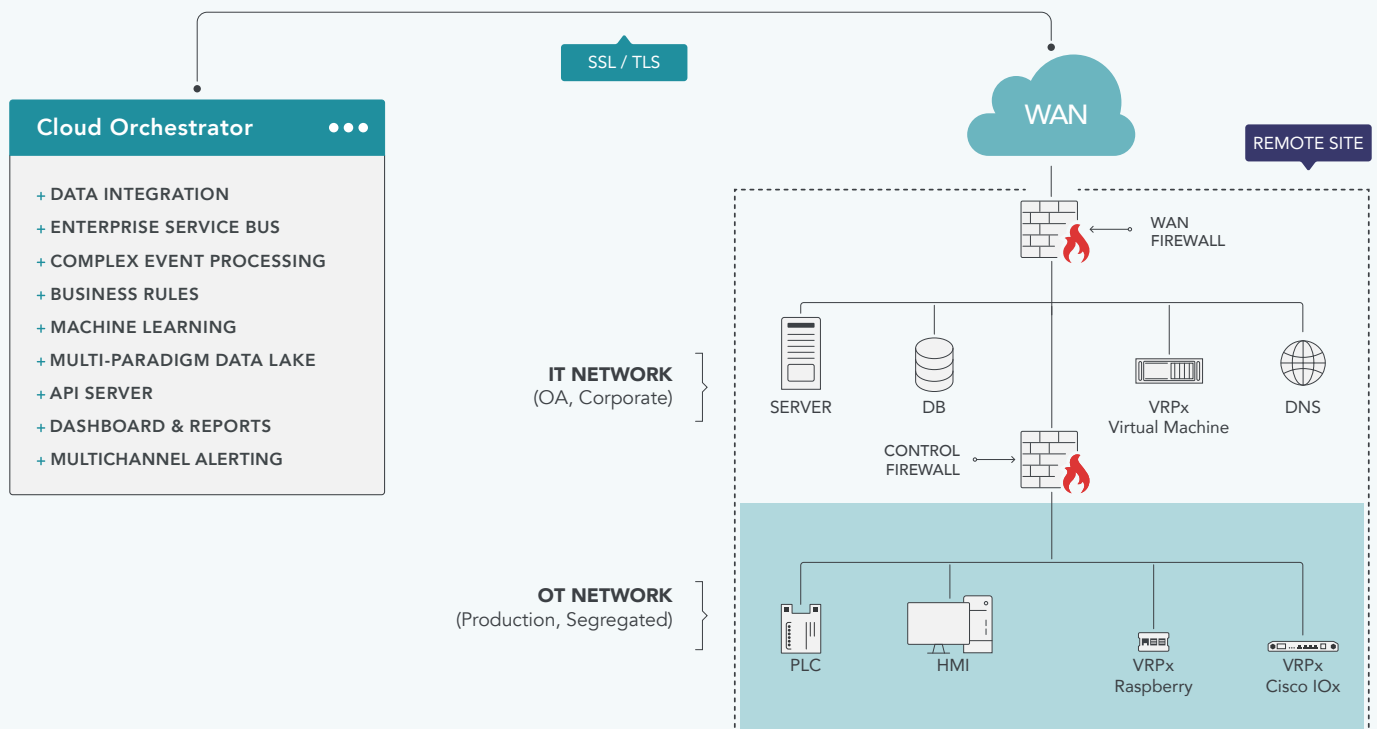 SSL / TLS
Cloud Orchestrator
+ DATA INTEGRATION
+ ENTERPRISE SERVICE BUS
+ COMPLEX EVENT PROCESSING
+ BUSINESS RULES
+ MACHINE LEARNING
+ MULTI-PARADIGM DATA LAKE
+ API SERVER
+ DASHBOARD & REPORTS
+ MULTICHANNEL ALERTING
WAN
REMOTE SITE
WAN
FIREWALL
IT NETWORK
(OA, Corporate)
SERVER
DB
VRPx
Virtual Machine
DNS
CONTROL
FIREWALL
OT NETWORK
(Production, Segregated)
PLC
HMI
VRPx
Raspberry
VRPx
Cisco IOx